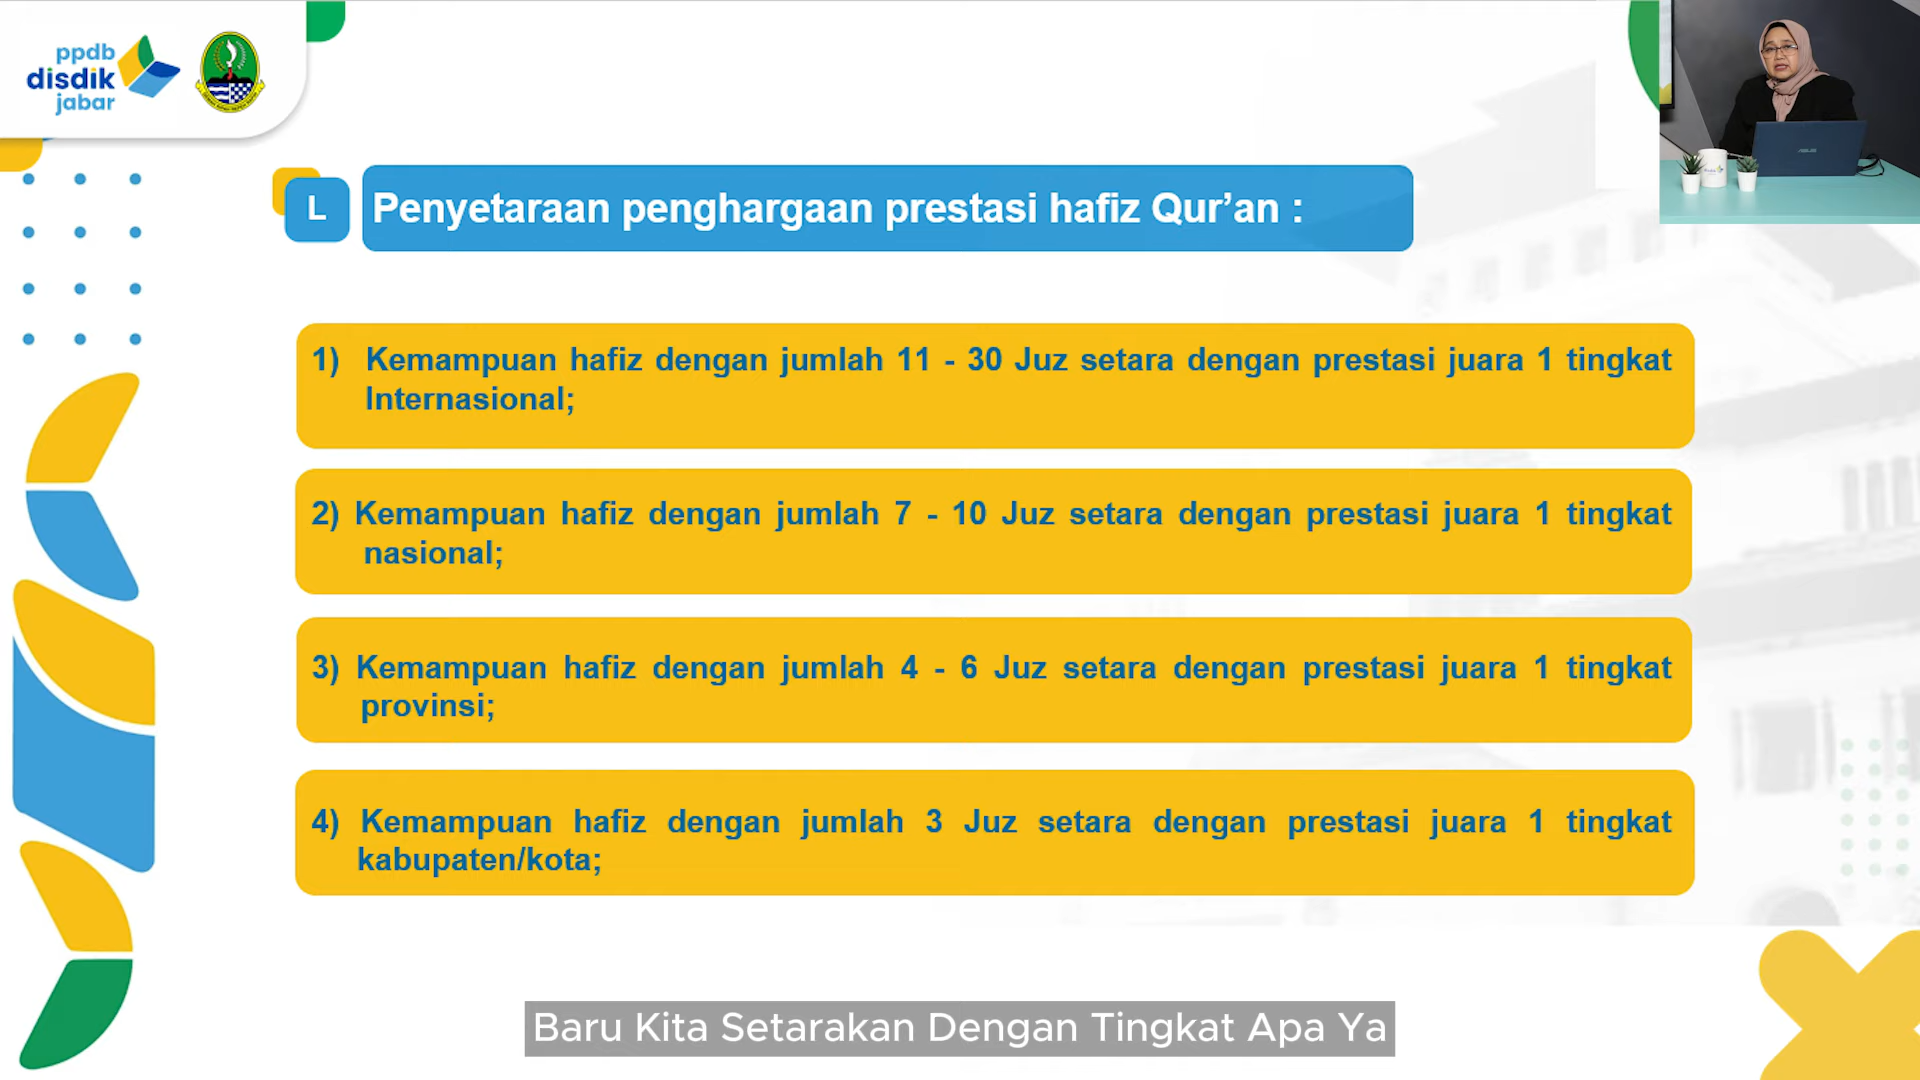 ppdb
disdik
jabar
L
Penyetaraan penghargaan prestasi hafiz Qur’an :
1) Kemampuan hafiz dengan jumlah 11 - 30 Juz setara dengan prestasi juara 1 tingkat
Internasional;
2) Kemampuan hafiz dengan jumlah 7 - 10 Juz setara dengan prestasi juara 1 tingkat
nasional;
3) Kemampuan hafiz dengan jumlah 4 - 6 Juz setara dengan prestasi juara 1 tingkat
provinsi;
4) Kemampuan hafiz dengan jumlah 3 Juz setara dengan prestasi juara 1 tingkat
kabupaten/kota;
Baru Kita Setarakan Dengan Tingkat Apa Ya